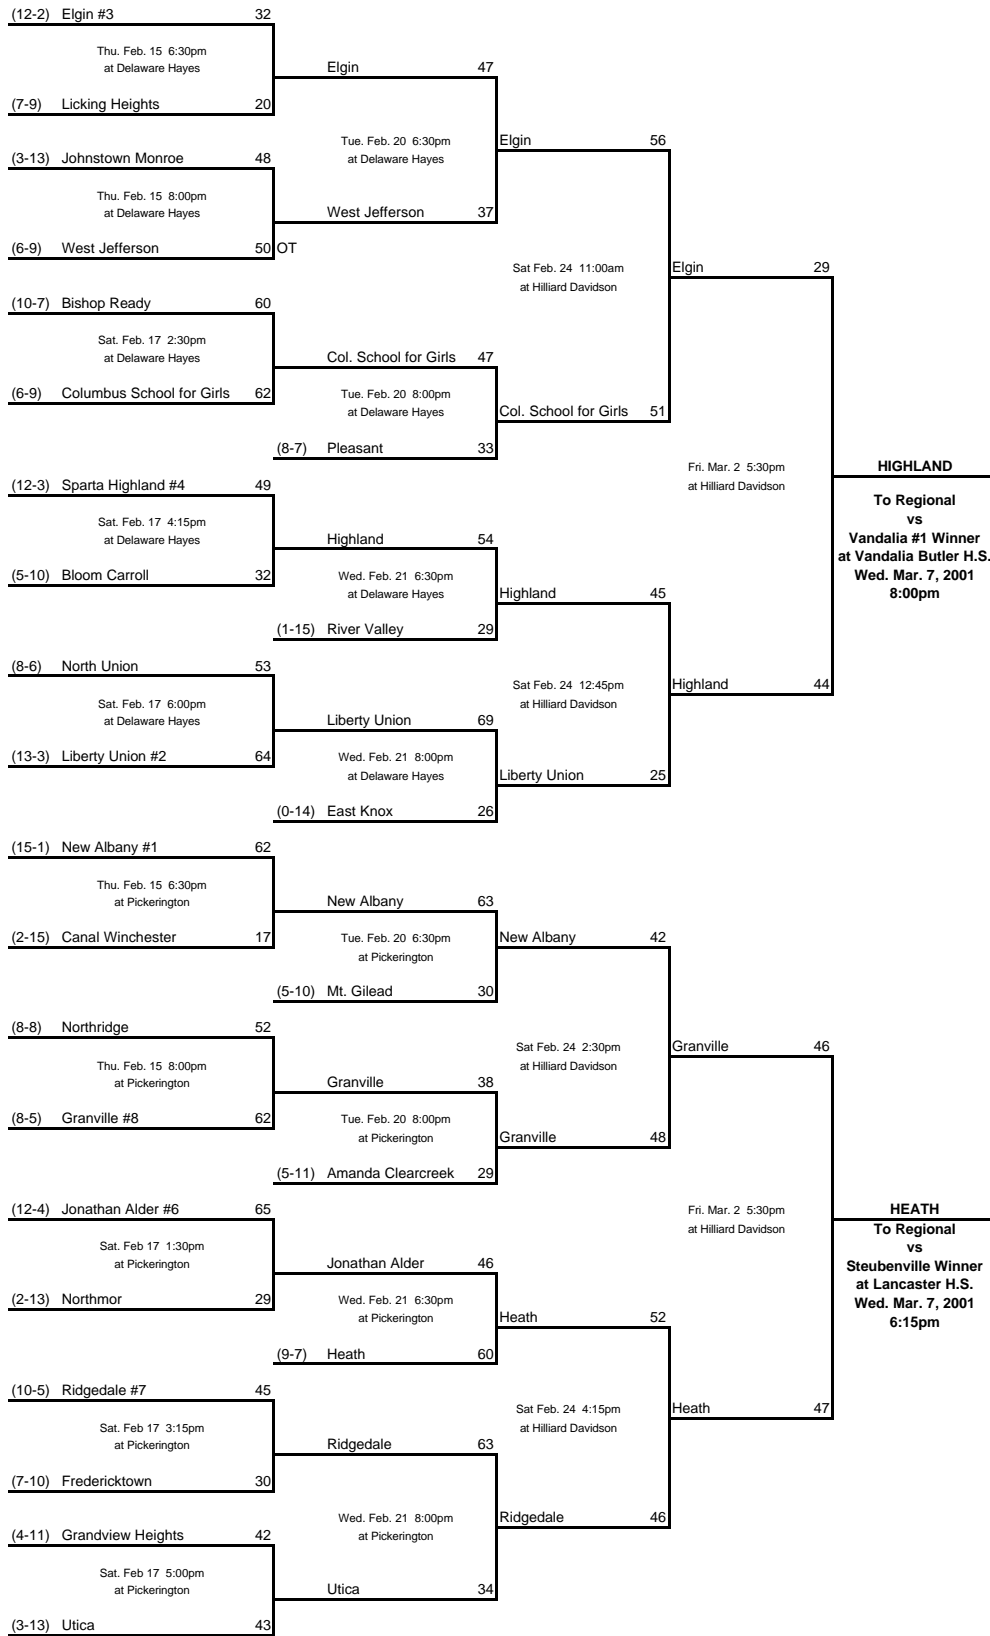 (12-2) Elgin #3 32
Thu. Feb. 15 6:30pm
at Delaware Hayes
Elgin 47
(7-9) Licking Heights 20
Tue. Feb. 20 6:30pm
at Delaware Hayes
Elgin 56
(3-13) Johnstown Monroe 48
Thu. Feb. 15 8:00pm
at Delaware Hayes
West Jefferson 37
(6-9) West Jefferson 50 OT
Sat Feb. 24 11:00am
at Hilliard Davidson
Elgin 29
(10-7) Bishop Ready 60
Sat. Feb. 17 2:30pm
at Delaware Hayes
Col. School for Girls 47
(6-9) Columbus School for Girls 62
Tue. Feb. 20 8:00pm
at Delaware Hayes
Col. School for Girls 51
(8-7) Pleasant 33
Fri. Mar. 2 5:30pm
at Hilliard Davidson
HIGHLAND
To Regional
vs
Vandalia #1 Winner
at Vandalia Butler H.S.
Wed. Mar. 7, 2001
8:00pm
(12-3) Sparta Highland #4 49
Sat. Feb. 17 4:15pm
at Delaware Hayes
Highland 54
(5-10) Bloom Carroll 32
Wed. Feb. 21 6:30pm
at Delaware Hayes
Highland 45
(1-15) River Valley 29
(8-6) North Union 53
Sat Feb. 24 12:45pm
at Hilliard Davidson
Highland 44
Sat. Feb. 17 6:00pm
at Delaware Hayes
Liberty Union 69
(13-3) Liberty Union #2 64
Wed. Feb. 21 8:00pm
at Delaware Hayes
Liberty Union 25
(0-14) East Knox 26
(15-1) New Albany #1 62
Thu. Feb. 15 6:30pm
at Pickerington
New Albany 63
(2-15) Canal Winchester 17
Tue. Feb. 20 6:30pm
at Pickerington
New Albany 42
(5-10) Mt. Gilead 30
(8-8) Northridge 52
Sat Feb. 24 2:30pm
at Hilliard Davidson
Granville 46
Thu. Feb. 15 8:00pm
at Pickerington
Granville 38
(8-5) Granville #8 62
Tue. Feb. 20 8:00pm
at Pickerington
Granville 48
(5-11) Amanda Clearcreek 29
(12-4) Jonathan Alder #6 65
Fri. Mar. 2 5:30pm
at Hilliard Davidson
HEATH
To Regional
vs
Steubenville Winner
at Lancaster H.S.
Wed. Mar. 7, 2001
6:15pm
Sat. Feb 17 1:30pm
at Pickerington
Jonathan Alder 46
(2-13) Northmor 29
Wed. Feb. 21 6:30pm
at Pickerington
Heath 52
(9-7) Heath 60
(10-5) Ridgedale #7 45
Sat Feb. 24 4:15pm
at Hilliard Davidson
Heath 47
Sat. Feb 17 3:15pm
at Pickerington
Ridgedale 63
(7-10) Fredericktown 30
Wed. Feb. 21 8:00pm
at Pickerington
Ridgedale 46
(4-11) Grandview Heights 42
Sat. Feb 17 5:00pm
at Pickerington
Utica 34
(3-13) Utica 43